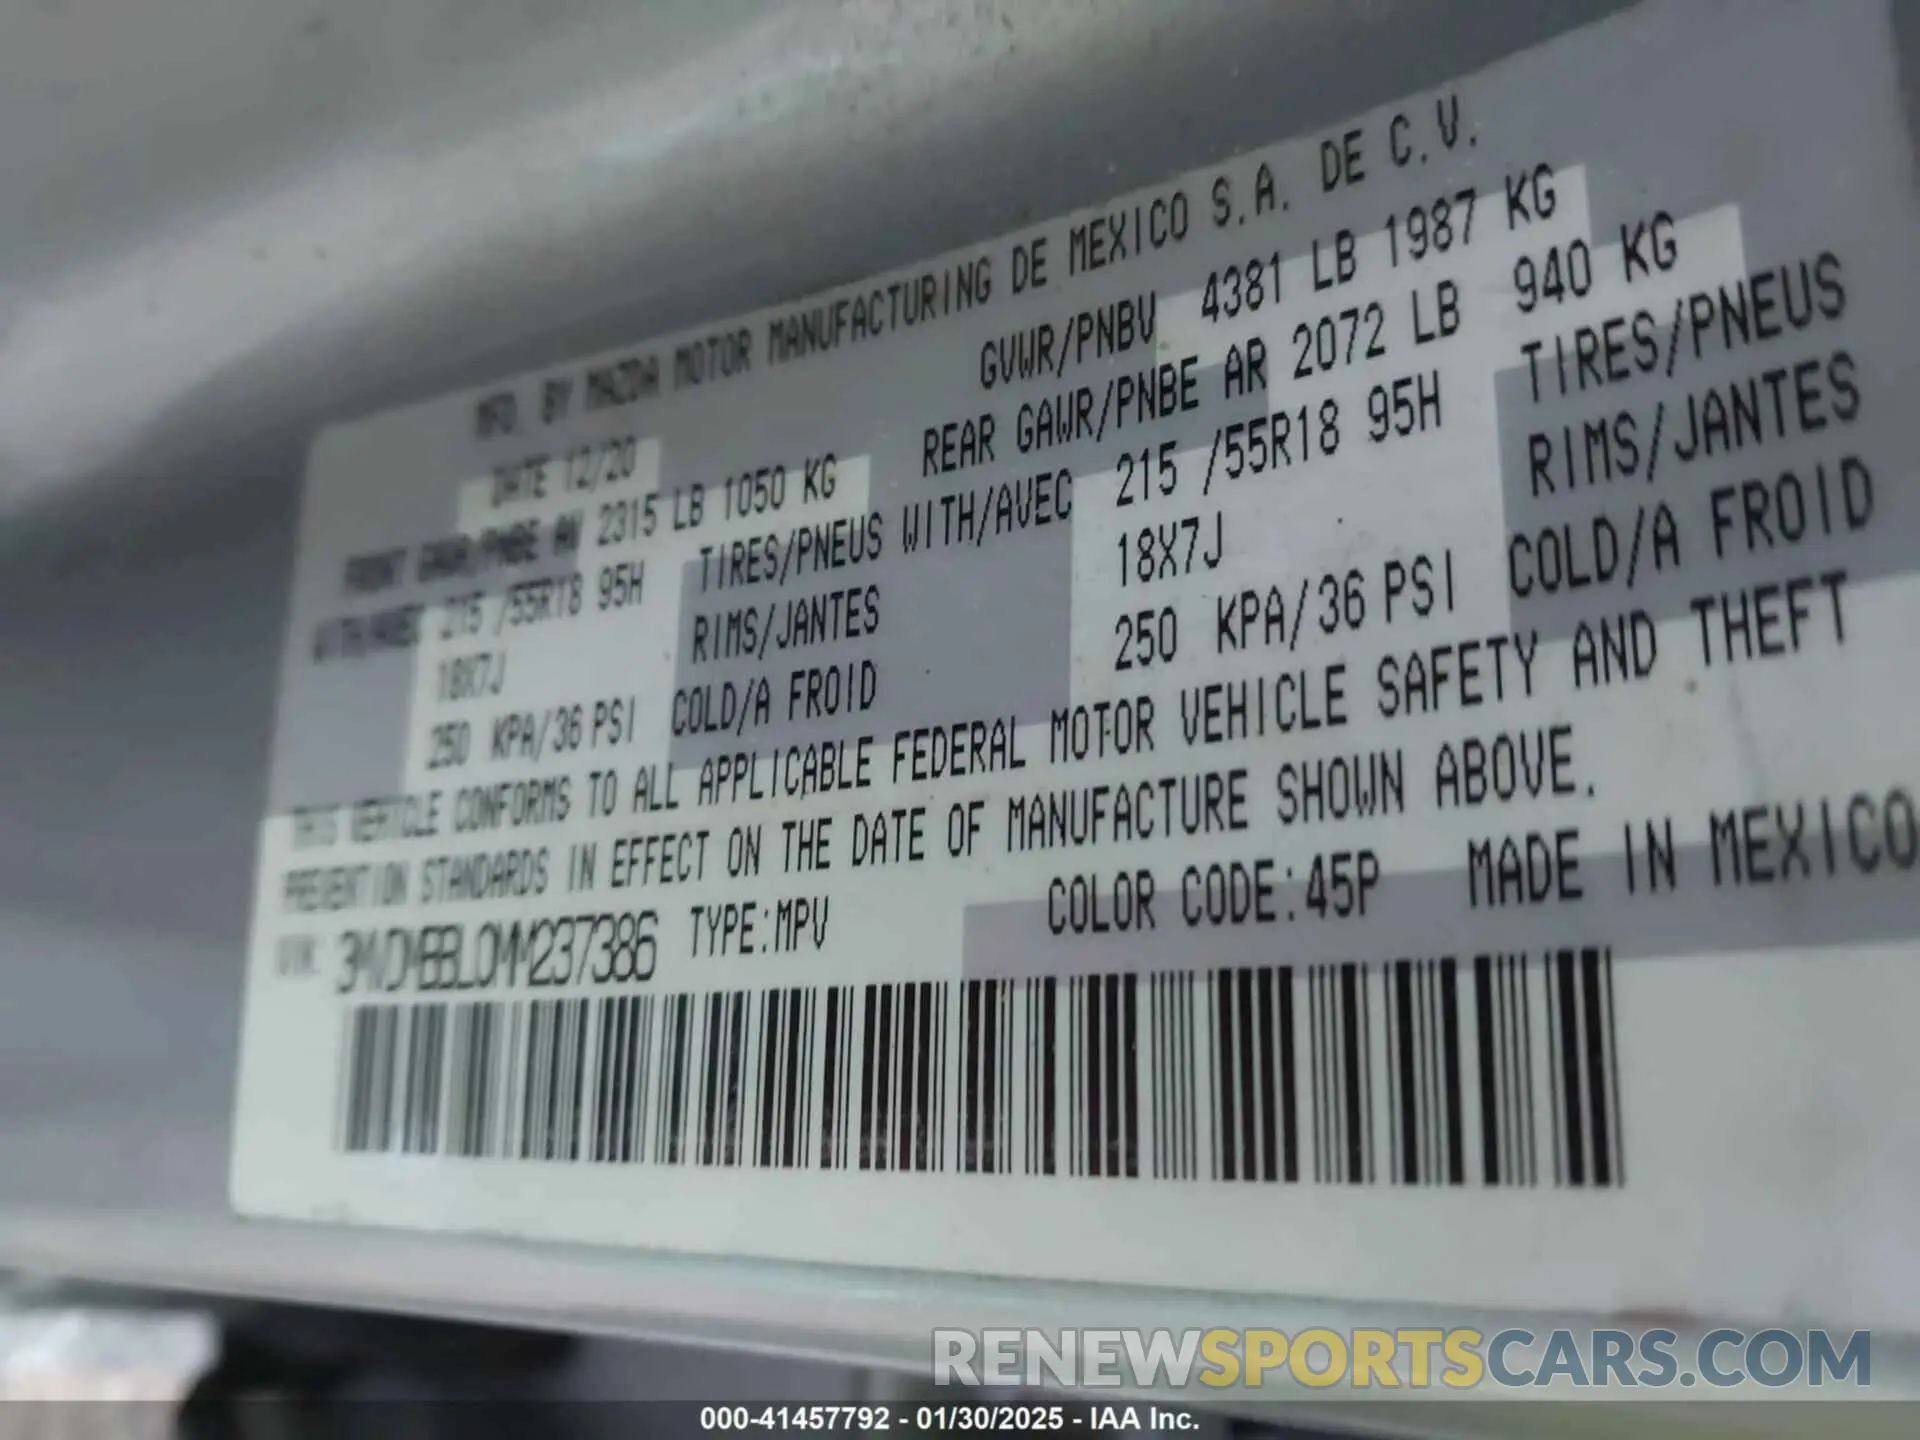 MFD. BY MAZDA MOTOR MANUFACTURING DE MEXICO S.A. DE C.V.
DATE 12/20 GVWR/PNBV 4381 LB 1987 KG
FRONT GAWR/PNBE AV 2315 LB 1050 KG REAR GAWR/PNBE AR 2072 LB 940 KG
WITH/AVEC 215 /55R18 95H TIRES/PNEUS WITH/AVEC 215 /55R18 95H TIRES/PNEUS
18X7J RIMS/JANTES 18X7J RIMS/JANTES
250 KPA/36 PSI COLD/A FROID 250 KPA/36 PSI COLD/A FROID
THIS VEHICLE CONFORMS TO ALL APPLICABLE FEDERAL MOTOR VEHICLE SAFETY AND THEFT
PREVENTION STANDARDS IN EFFECT ON THE DATE OF MANUFACTURE SHOWN ABOVE.
VIN: 3MVDMBBL0MM237386 TYPE:MPV COLOR CODE:45P MADE IN MEXICO
RENEWSPORTSCARS.COM
000-41457792 - 01/30/2025 - IAA Inc.